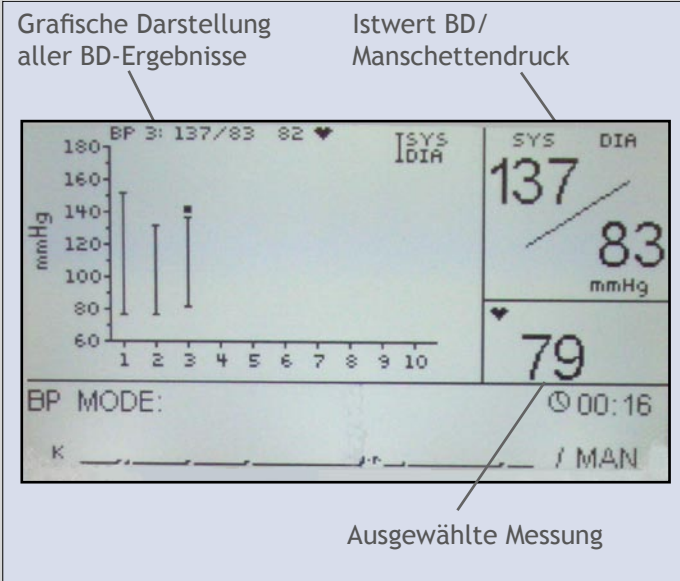 Grafische Darstellung
aller BD-Ergebnisse
Istwert BD/
Manschettendruck
BP 3: 137/83 82 ♥
SYS
DIA
mmHg
180
160
140
120
100
80
60
1 2 3 4 5 6 7 8 9 10
SYS DIA
137
83
mmHg
♥
79
BP MODE:
00:16
K
/ MAN
Ausgewählte Messung